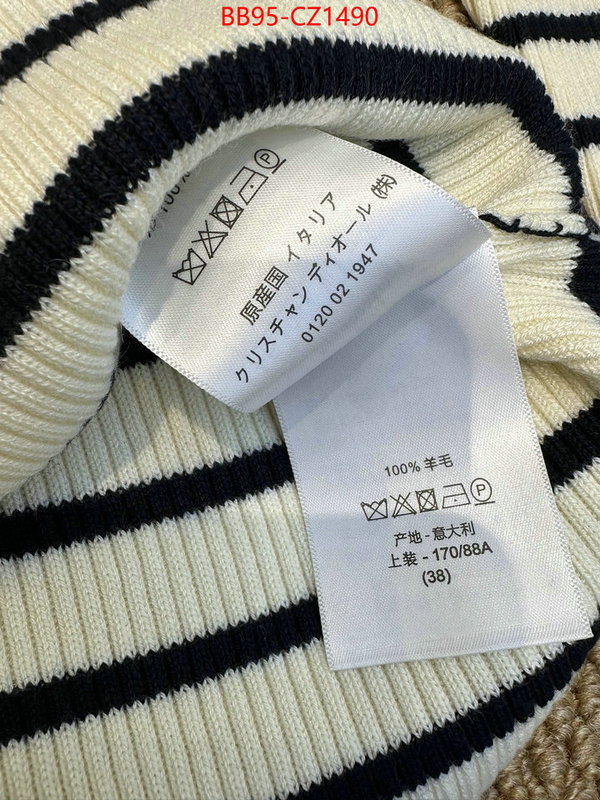 BB95-CZ1490
100%
原産国 イタリア
クリスチャン ディオール (株)
0120 02 1947
100% 羊毛
产地 - 意大利
上装 - 170/88A
(38)